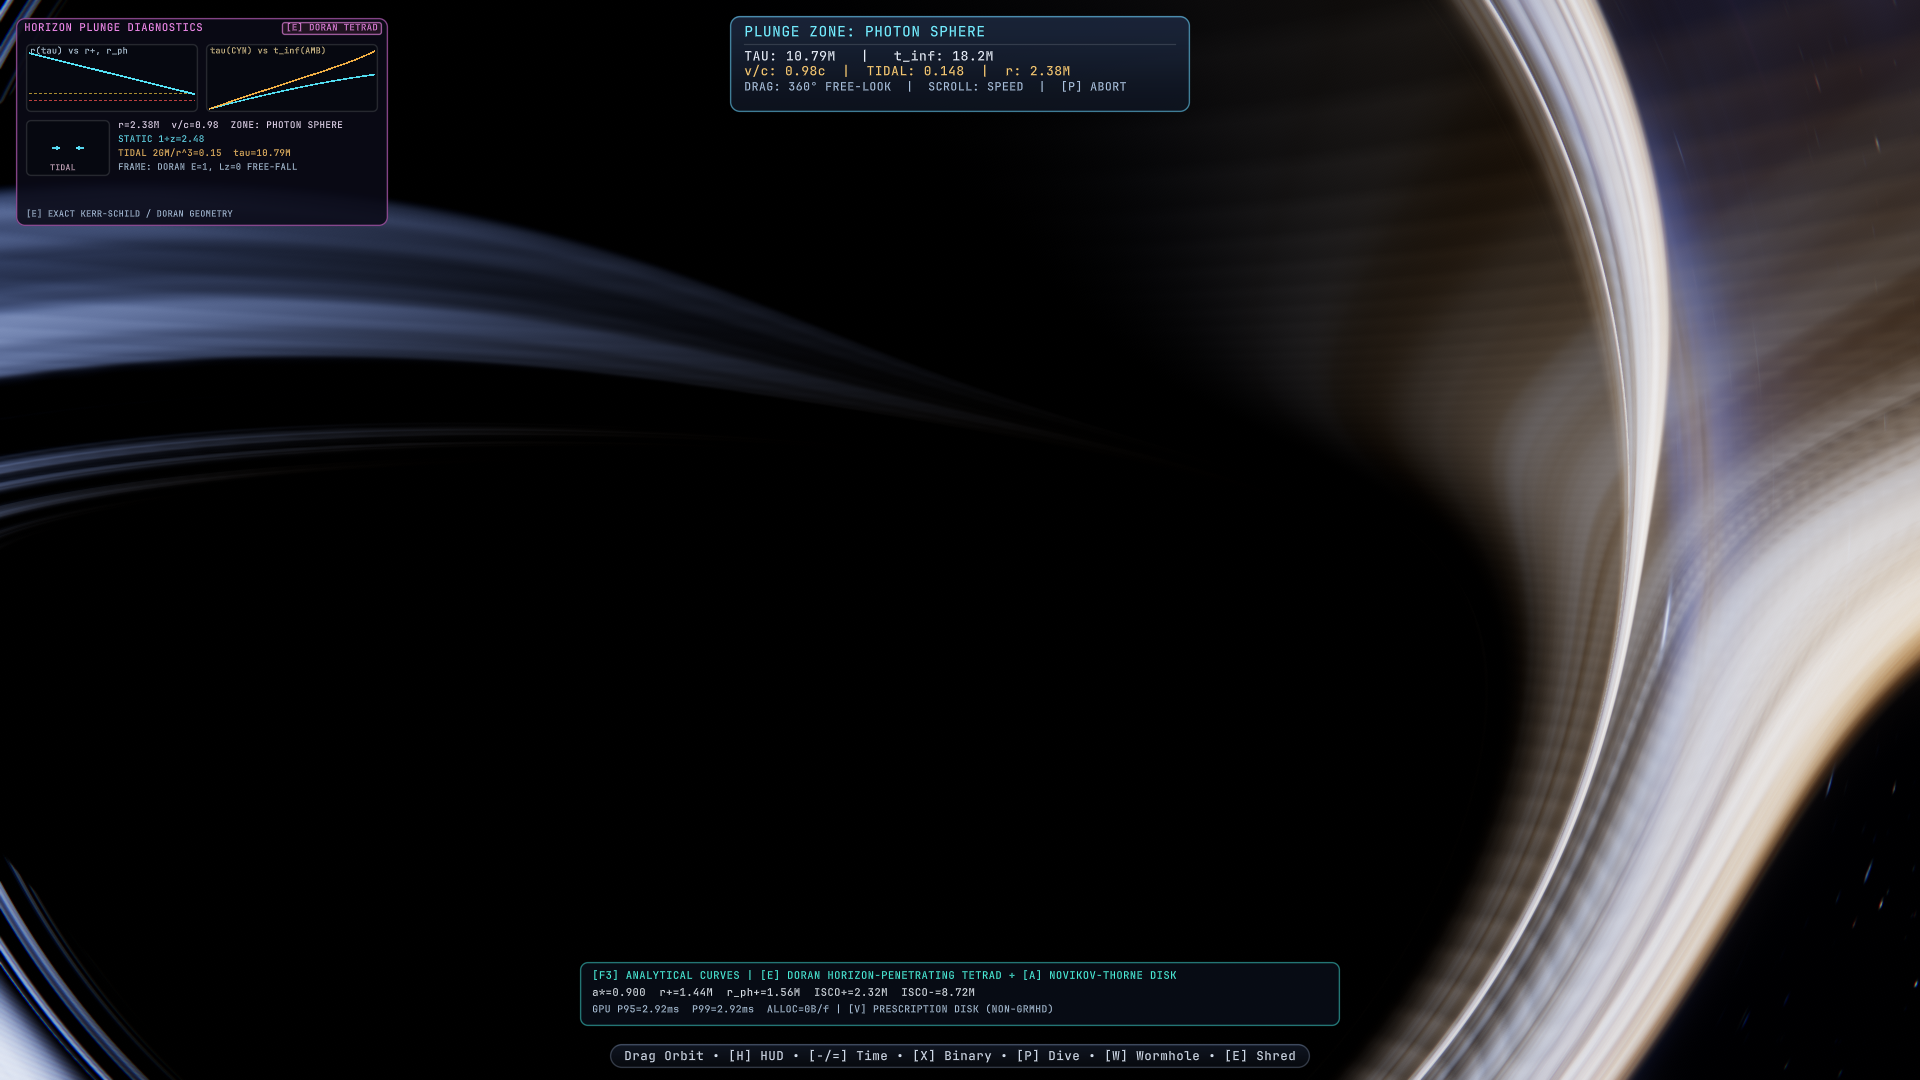 HORIZON PLUNGE DIAGNOSTICS
[E] DORAN TETRAD
r(tau) vs r+, r_ph
tau(CYN) vs t_inf(AMB)
r=2.38M v/c=0.98 ZONE: PHOTON SPHERE
STATIC 1+z=2.48
TIDAL 2GM/r^3=0.15 tau=10.79M
FRAME: DORAN E=1, Lz=0 FREE-FALL
TIDAL
[E] EXACT KERR-SCHILD / DORAN GEOMETRY
PLUNGE ZONE: PHOTON SPHERE
TAU: 10.79M | t_inf: 18.2M
v/c: 0.98c | TIDAL: 0.148 | r: 2.38M
DRAG: 360° FREE-LOOK | SCROLL: SPEED | [P] ABORT
[F3] ANALYTICAL CURVES | [E] DORAN HORIZON-PENETRATING TETRAD + [A] NOVIKOV-THORNE DISK
a*=0.900 r+=1.44M r_ph+=1.56M ISCO+=2.32M ISCO-=8.72M
GPU P95=2.92ms P99=2.92ms ALLOC=0B/f | [V] PRESCRIPTION DISK (NON-GRMHD)
Drag Orbit • [H] HUD • [-/=] Time • [X] Binary • [P] Dive • [W] Wormhole • [E] Shred